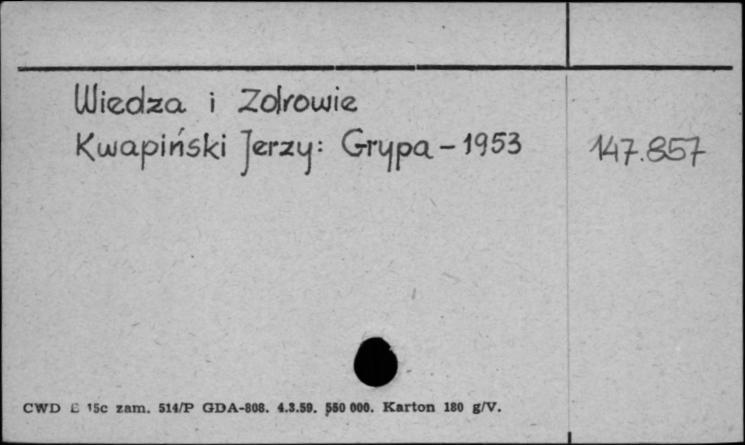 Wiedza i Zdrowie
Kwapiński Jerzy: Grypa - 1953
147.857
CWD E 15c zam. 514/P GDA-808. 4.3.59. 550 000. Karton 180 g/V.